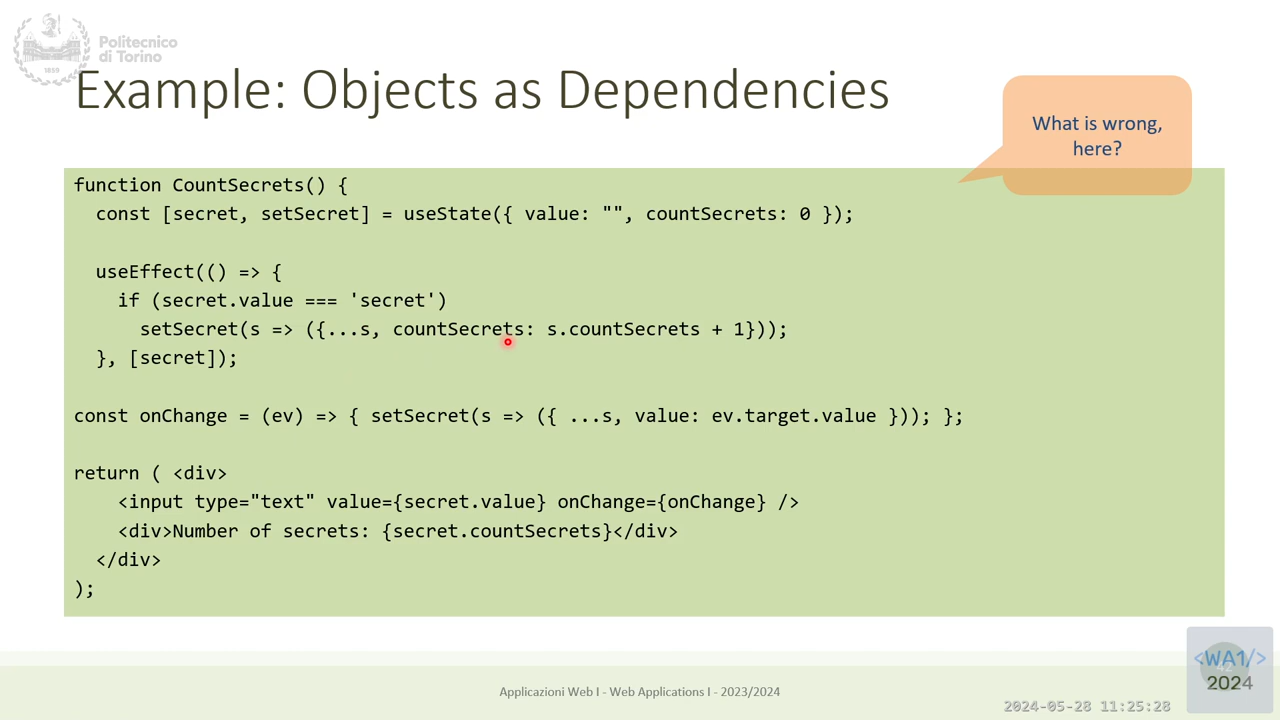 Politecnico
di Torino
1859
Example: Objects as Dependencies
What is wrong,
here?
function CountSecrets() {
  const [secret, setSecret] = useState({ value: "", countSecrets: 0 });
  useEffect(() => {
    if (secret.value === 'secret')
      setSecret(s => ({...s, countSecrets: s.countSecrets + 1}));
  }, [secret]);
const onChange = (ev) => { setSecret(s => ({ ...s, value: ev.target.value })); };
return ( <div>
    <input type="text" value={secret.value} onChange={onChange} />
    <div>Number of secrets: {secret.countSecrets}</div>
  </div>
);
Applicazioni Web I - Web Applications I - 2023/2024
<WA1/>
2024
2024-05-28 11:25:28